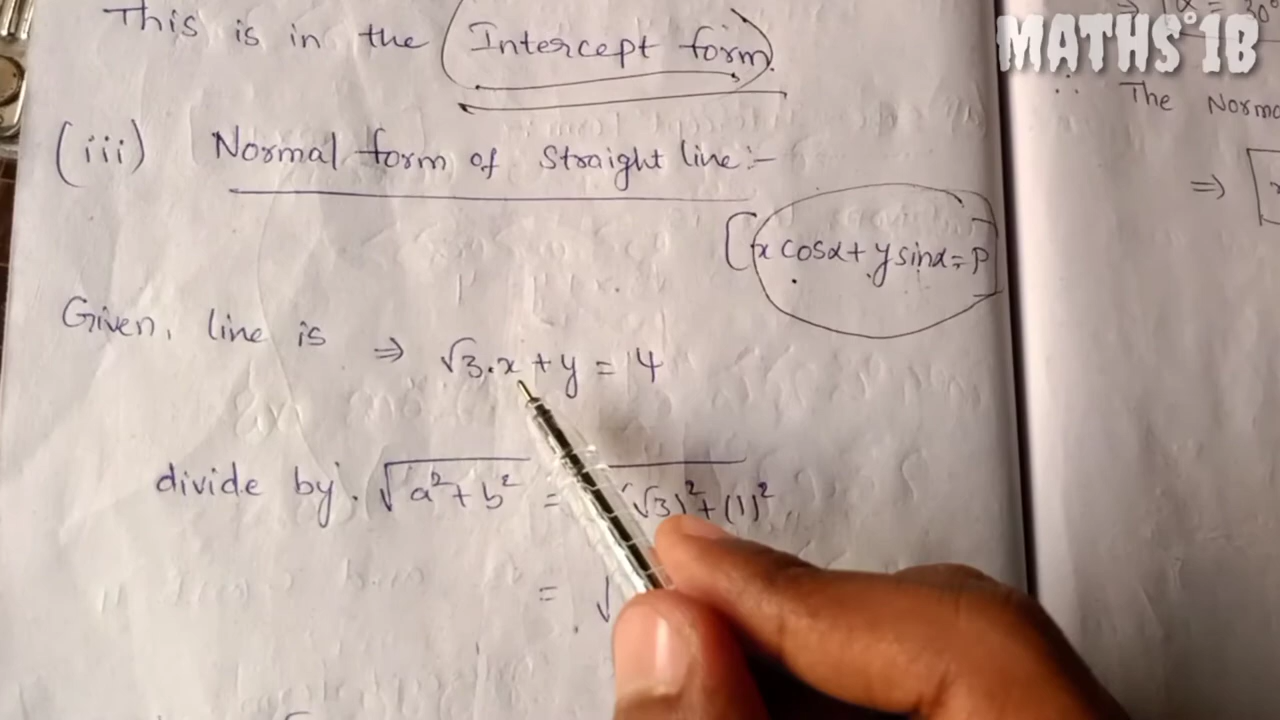 This is in the (Intercept form).
(iii) Normal form of Straight line:-
[x cosα + y sinα = P]
Given, line is ⇒ √3.x + y = 4
divide by. √a²+b² = (√3)²+(1)²
= √
MATHS 1B
⇒ α = 30°
∴ The Norma
⇒